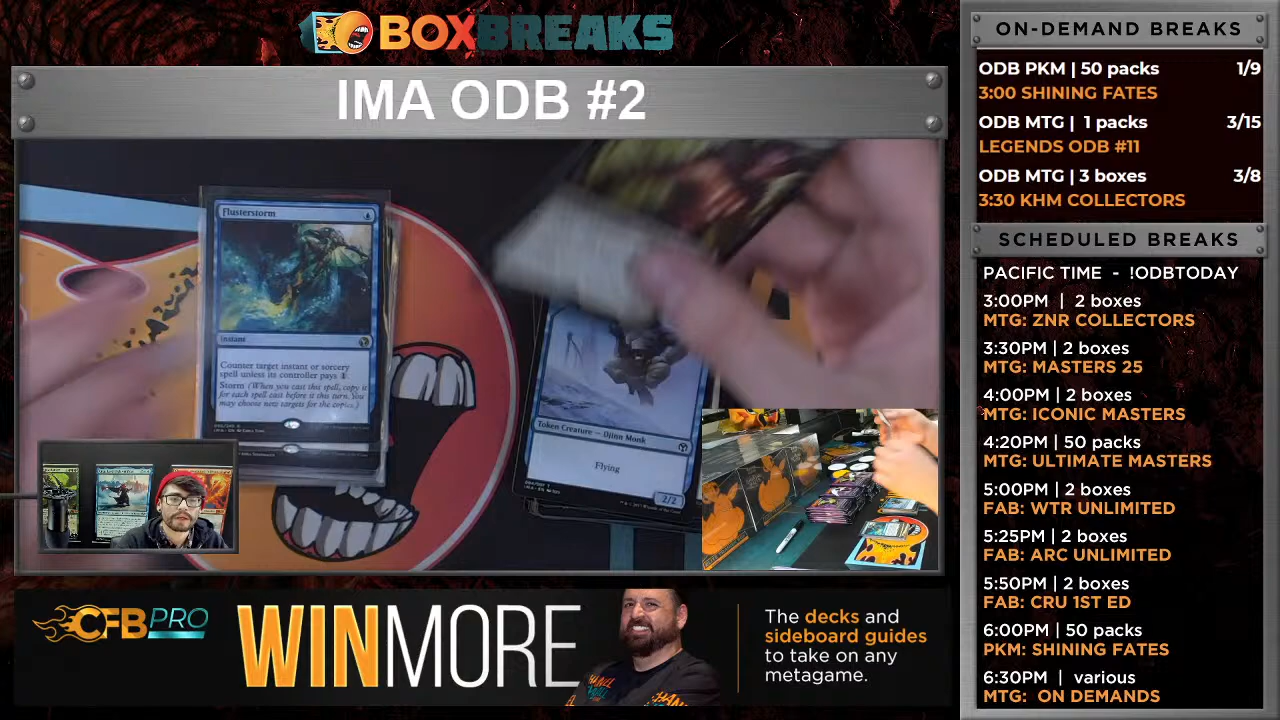 BOXBREAKS
IMA ODB #2
Flusterstorm
Instant
Counter target instant or sorcery
spell unless its controller pays 1
Storm (When you cast this spell, copy it
for each spell cast before it this turn. You
may choose new targets for the copies.)
Token Creature — Djinn Monk
Flying
2/2
CFBPRO
WINMORE
The decks and
sideboard guides
to take on any
metagame.
ON-DEMAND BREAKS
ODB PKM | 50 packs 1/9
3:00 SHINING FATES
ODB MTG | 1 packs 3/15
LEGENDS ODB #11
ODB MTG | 3 boxes 3/8
3:30 KHM COLLECTORS
SCHEDULED BREAKS
PACIFIC TIME - !ODBTODAY
3:00PM | 2 boxes
MTG: ZNR COLLECTORS
3:30PM | 2 boxes
MTG: MASTERS 25
4:00PM | 2 boxes
MTG: ICONIC MASTERS
4:20PM | 50 packs
MTG: ULTIMATE MASTERS
5:00PM | 2 boxes
FAB: WTR UNLIMITED
5:25PM | 2 boxes
FAB: ARC UNLIMITED
5:50PM | 2 boxes
FAB: CRU 1ST ED
6:00PM | 50 packs
PKM: SHINING FATES
6:30PM | various
MTG: ON DEMANDS